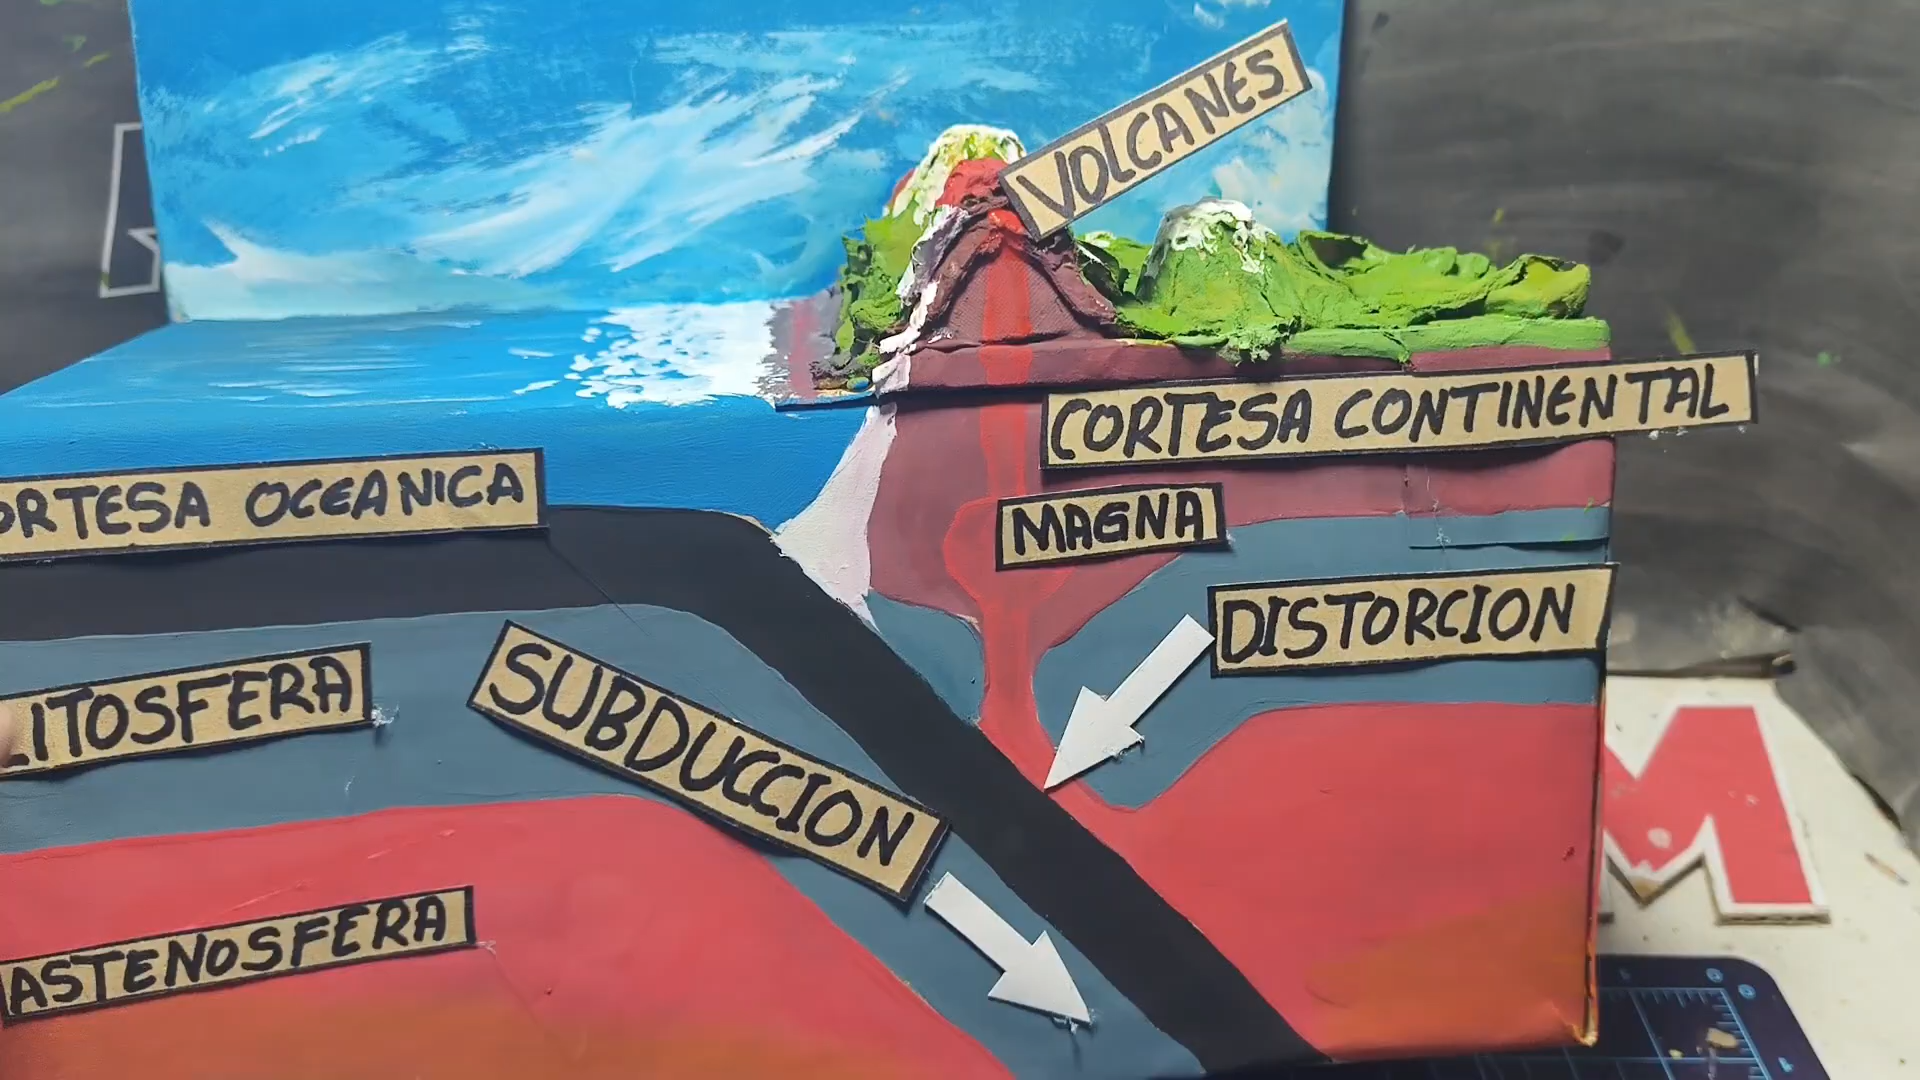 VOLCANES
CORTESA CONTINENTAL
ORTESA OCEANICA
MAGNA
DISTORCION
LITOSFERA
SUBDUCCION
ASTENOSFERA
M